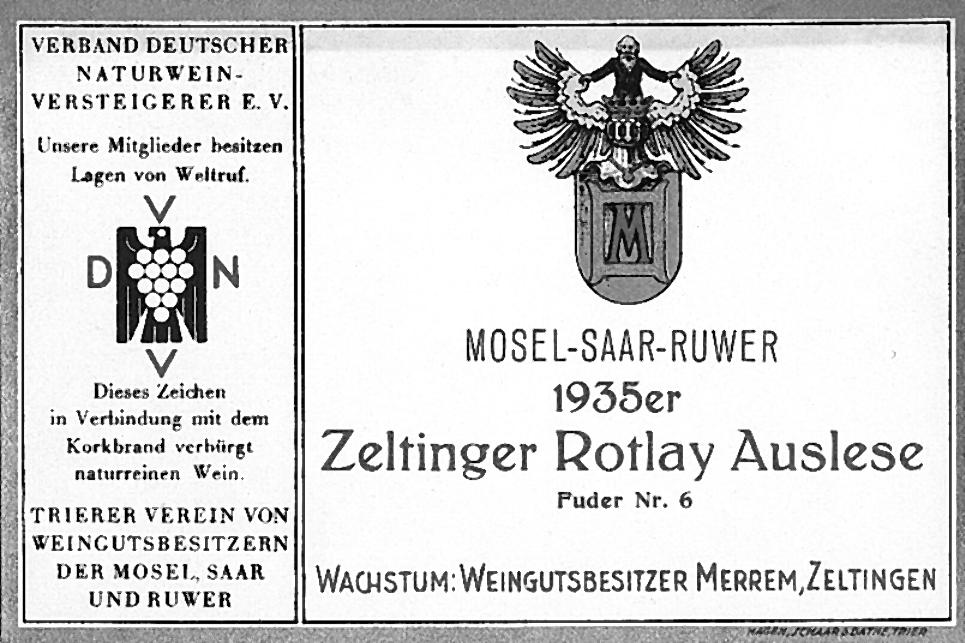 VERBAND DEUTSCHER
NATURWEIN-
VERSTEIGERER E. V.
Unsere Mitglieder besitzen
Lagen von Weltruf.
V
D N
V
Dieses Zeichen
in Verbindung mit dem
Korkbrand verbürgt
naturreinen Wein.
TRIERER VEREIN VON
WEINGUTSBESITZERN
DER MOSEL, SAAR
UND RUWER
M
MOSEL-SAAR-RUWER
1935er
Zeltinger Rotlay Auslese
Fuder Nr. 6
WACHSTUM: WEINGUTSBESITZER MERREM, ZELTINGEN
HAGEN, SCHAAR & DATHE, TRIER